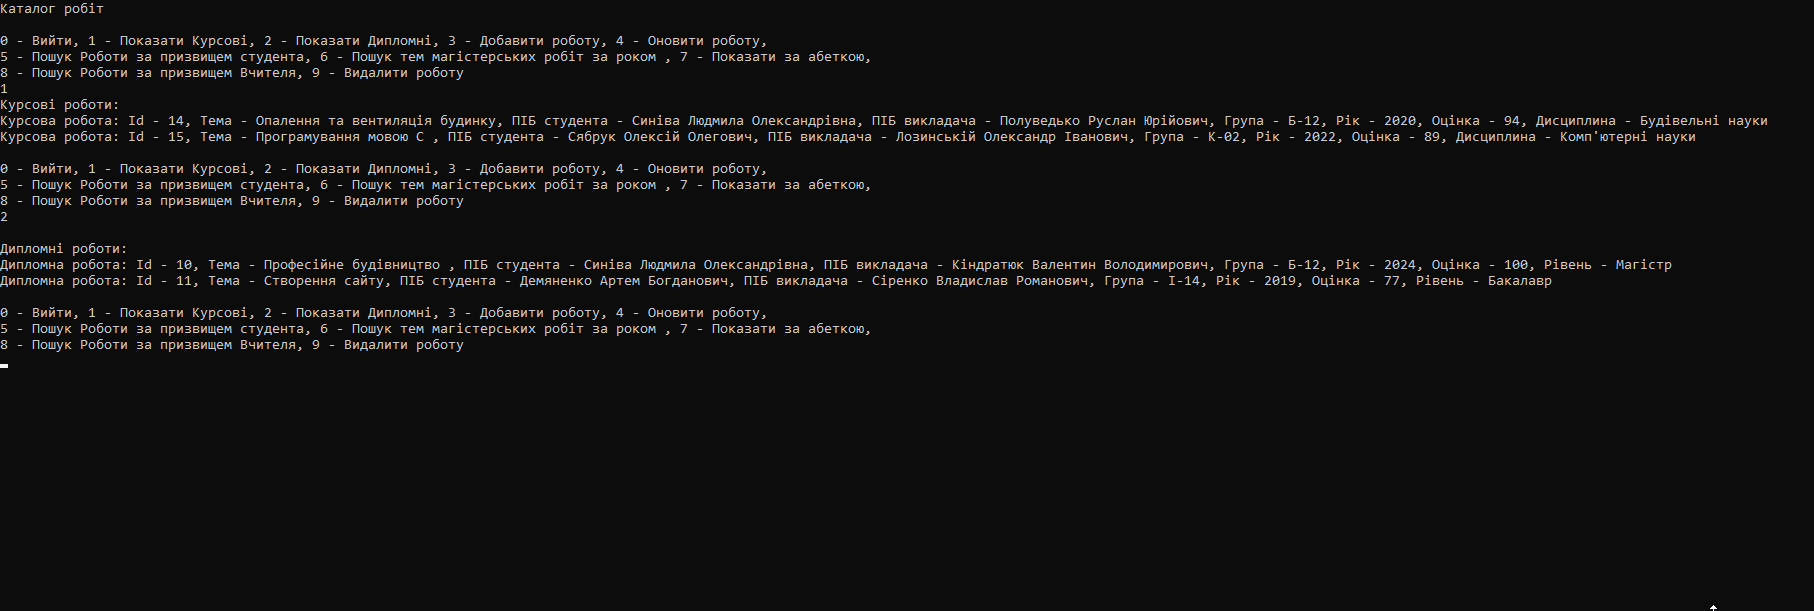 Каталог робіт
0 - Вийти, 1 - Показати Курсові, 2 - Показати Дипломні, 3 - Добавити роботу, 4 - Оновити роботу,
5 - Пошук Роботи за призвищем студента, 6 - Пошук тем магістерських робіт за роком , 7 - Показати за абеткою,
8 - Пошук Роботи за призвищем Вчителя, 9 - Видалити роботу
1
Курсові роботи:
Курсова робота: Id - 14, Тема - Опалення та вентиляція будинку, ПІБ студента - Синіва Людмила Олександрівна, ПІБ викладача - Полуведько Руслан Юрійович, Група - Б-12, Рік - 2020, Оцінка - 94, Дисциплина - Будівельні науки
Курсова робота: Id - 15, Тема - Програмування мовою С , ПІБ студента - Сябрук Олексій Олегович, ПІБ викладача - Лозинській Олександр Іванович, Група - К-02, Рік - 2022, Оцінка - 89, Дисциплина - Комп'ютерні науки
0 - Вийти, 1 - Показати Курсові, 2 - Показати Дипломні, 3 - Добавити роботу, 4 - Оновити роботу,
5 - Пошук Роботи за призвищем студента, 6 - Пошук тем магістерських робіт за роком , 7 - Показати за абеткою,
8 - Пошук Роботи за призвищем Вчителя, 9 - Видалити роботу
2
Дипломні роботи:
Дипломна робота: Id - 10, Тема - Професійне будівництво , ПІБ студента - Синіва Людмила Олександрівна, ПІБ викладача - Кіндратюк Валентин Володимирович, Група - Б-12, Рік - 2024, Оцінка - 100, Рівень - Магістр
Дипломна робота: Id - 11, Тема - Створення сайту, ПІБ студента - Демяненко Артем Богданович, ПІБ викладача - Сіренко Владислав Романович, Група - І-14, Рік - 2019, Оцінка - 77, Рівень - Бакалавр
0 - Вийти, 1 - Показати Курсові, 2 - Показати Дипломні, 3 - Добавити роботу, 4 - Оновити роботу,
5 - Пошук Роботи за призвищем студента, 6 - Пошук тем магістерських робіт за роком , 7 - Показати за абеткою,
8 - Пошук Роботи за призвищем Вчителя, 9 - Видалити роботу